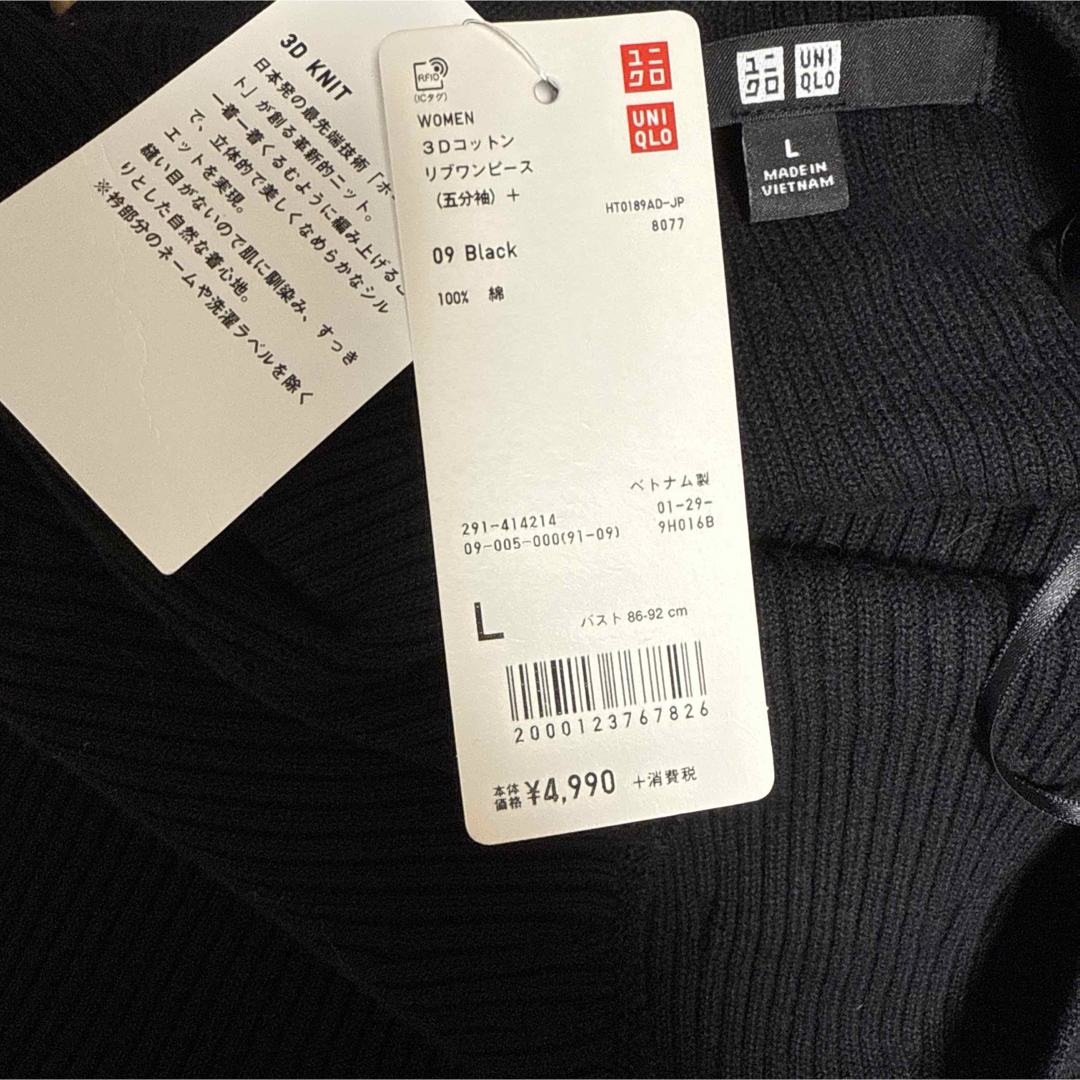 3D KNIT
日本発の最先端技術「ホ
ト」が創る革新的ニット。
一着一着くるむように編み上げる
で、立体的で美しくなめらかなシル
エットを実現。
縫い目がないので肌に馴染み、すっき
りとした自然な着心地。
※衿部分のネームや洗濯ラベルを除く
RFID
(ICタグ)
WOMEN
3Dコットン
リブワンピース
(五分袖)+
ユニ
クロ
UNI
QLO
HT0189AD-JP
8077
09 Black
100% 綿
ベトナム製
291-414214
01-29-
09-005-000(91-09)
9H016B
L
バスト 86-92 cm
2000123767826
本体
価格 ¥4,990 +消費税
ユニ
クロ
UNI
QLO
L
MADE IN
VIETNAM